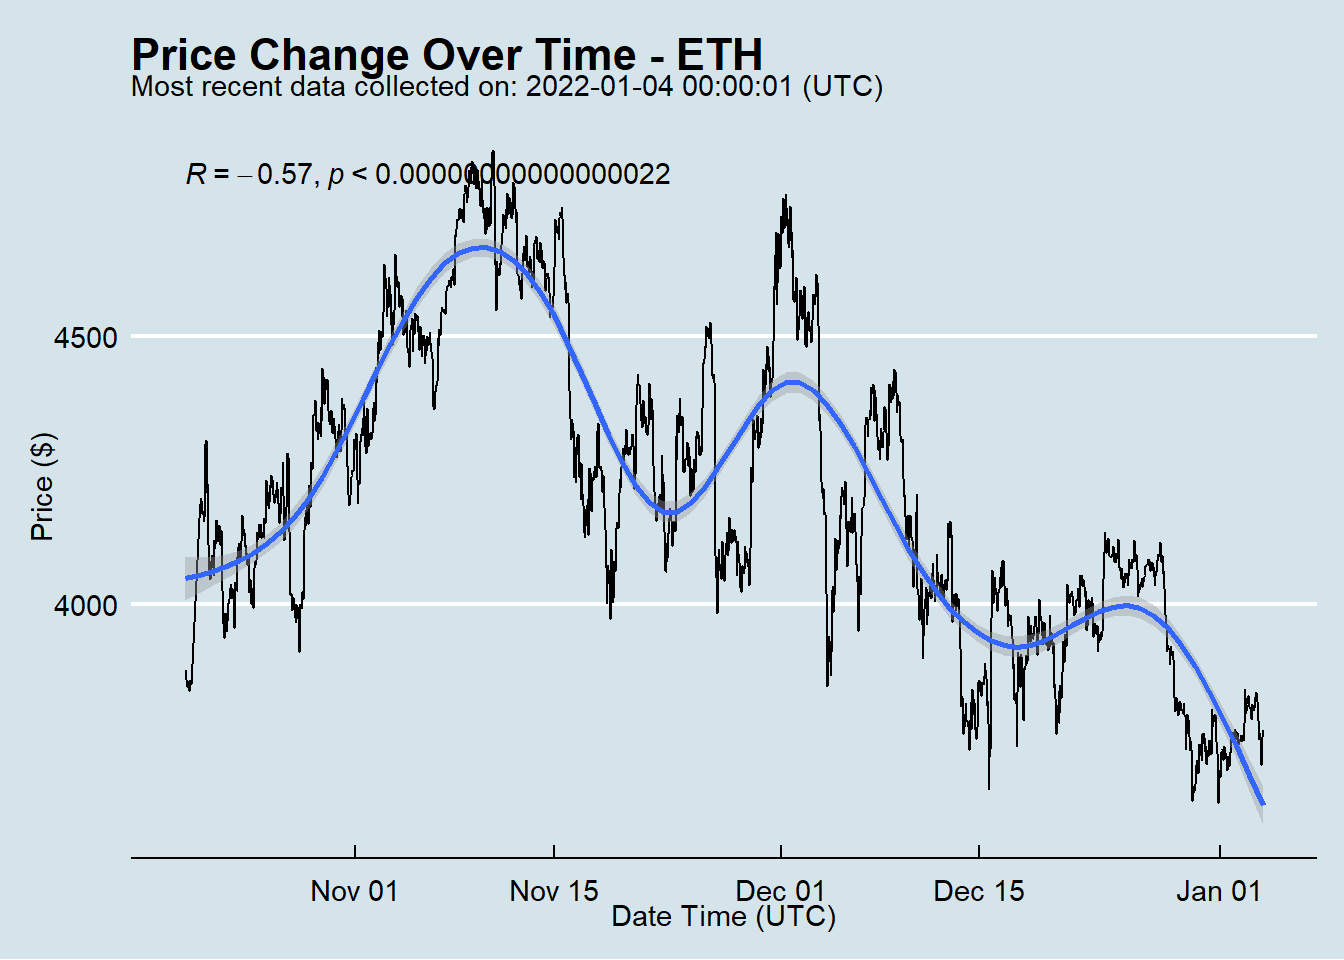 Price Change Over Time - ETH
Most recent data collected on: 2022-01-04 00:00:01 (UTC)
R = −0.57, p < 0.00000000000000022
4500
4000
Price ($)
Nov 01 Nov 15 Dec 01 Dec 15 Jan 01
Date Time (UTC)